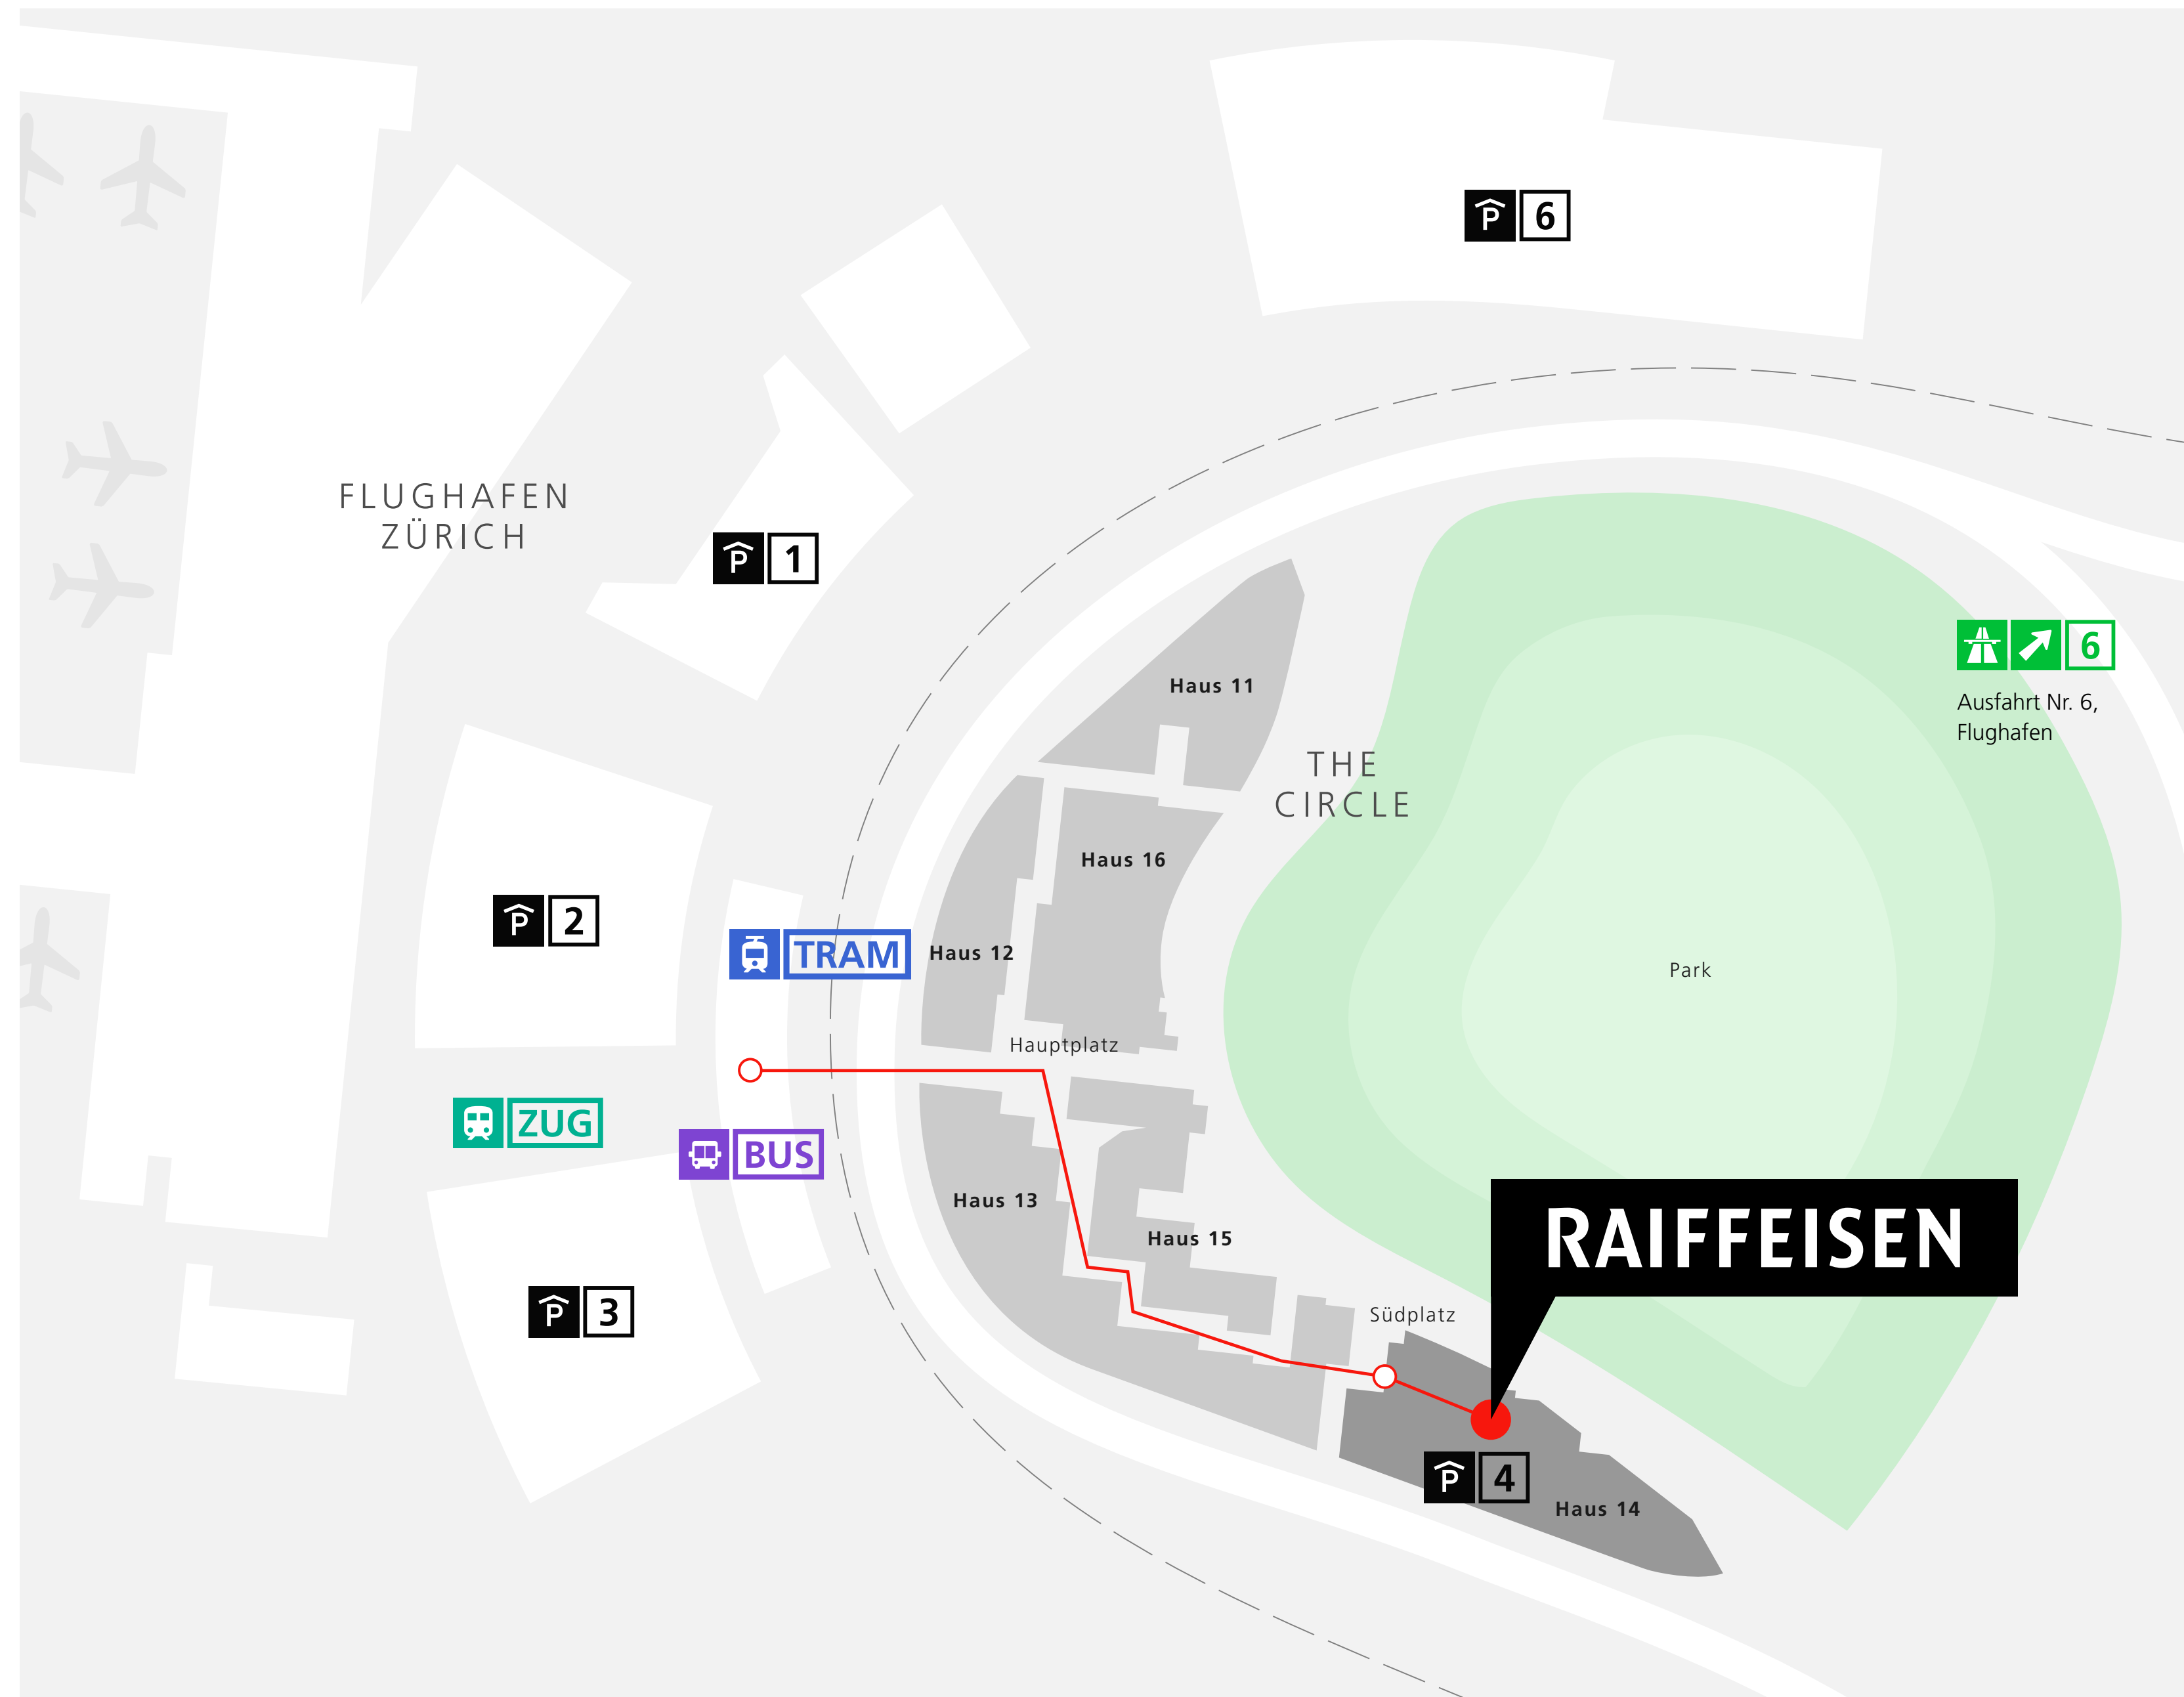 P 6
FLUGHAFEN
ZÜRICH
P 1
6
Ausfahrt Nr. 6,
Flughafen
Haus 11
THE
CIRCLE
Haus 16
P 2
TRAM
Haus 12
Park
Hauptplatz
ZUG
BUS
Haus 13
Haus 15
RAIFFEISEN
P 3
Südplatz
P 4
Haus 14